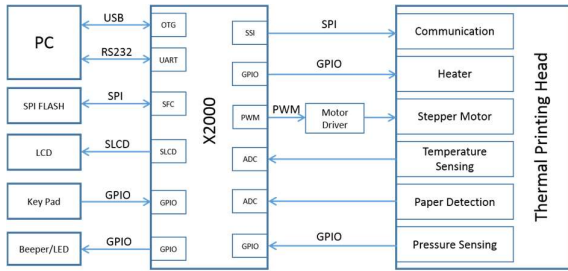 PC
USB
RS232
OTG
UART
SPI FLASH
SPI
SFC
LCD
SLCD
SLCD
Key Pad
GPIO
GPIO
Beeper/LED
GPIO
GPIO
X2000
SSI
SPI
Communication
GPIO
GPIO
Heater
PWM
PWM
Motor
Driver
Stepper Motor
ADC
Temperature
Sensing
ADC
Paper Detection
GPIO
GPIO
Pressure Sensing
Thermal Printing Head